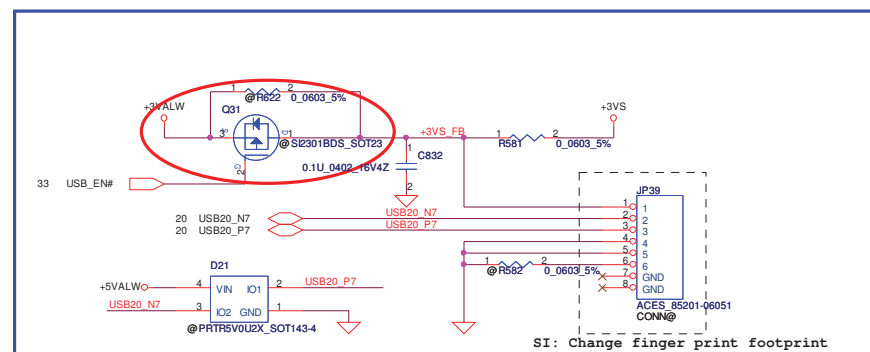 1 2
@R622 0_0603_5%
+3VALW
Q31
3 S D 1
@SI2301BDS_SOT23
G
2
+3VS_FB
+3VS
1 2
R581 0_0603_5%
1
C832
0.1U_0402_16V4Z
2
33 USB_EN#
JP39
20 USB20_N7 USB20_N7
20 USB20_P7 USB20_P7
1 1
2 2
3 3
4 4
5 5
6 6
7 GND
8 GND
1 2
@R582 0_0603_5%
ACES_85201-06051
CONN@
D21
+5VALW 4 VIN IO1 2 USB20_P7
USB20_N7 3 IO2 GND 1
@PRTR5V0U2X_SOT143-4
SI: Change finger print footprint